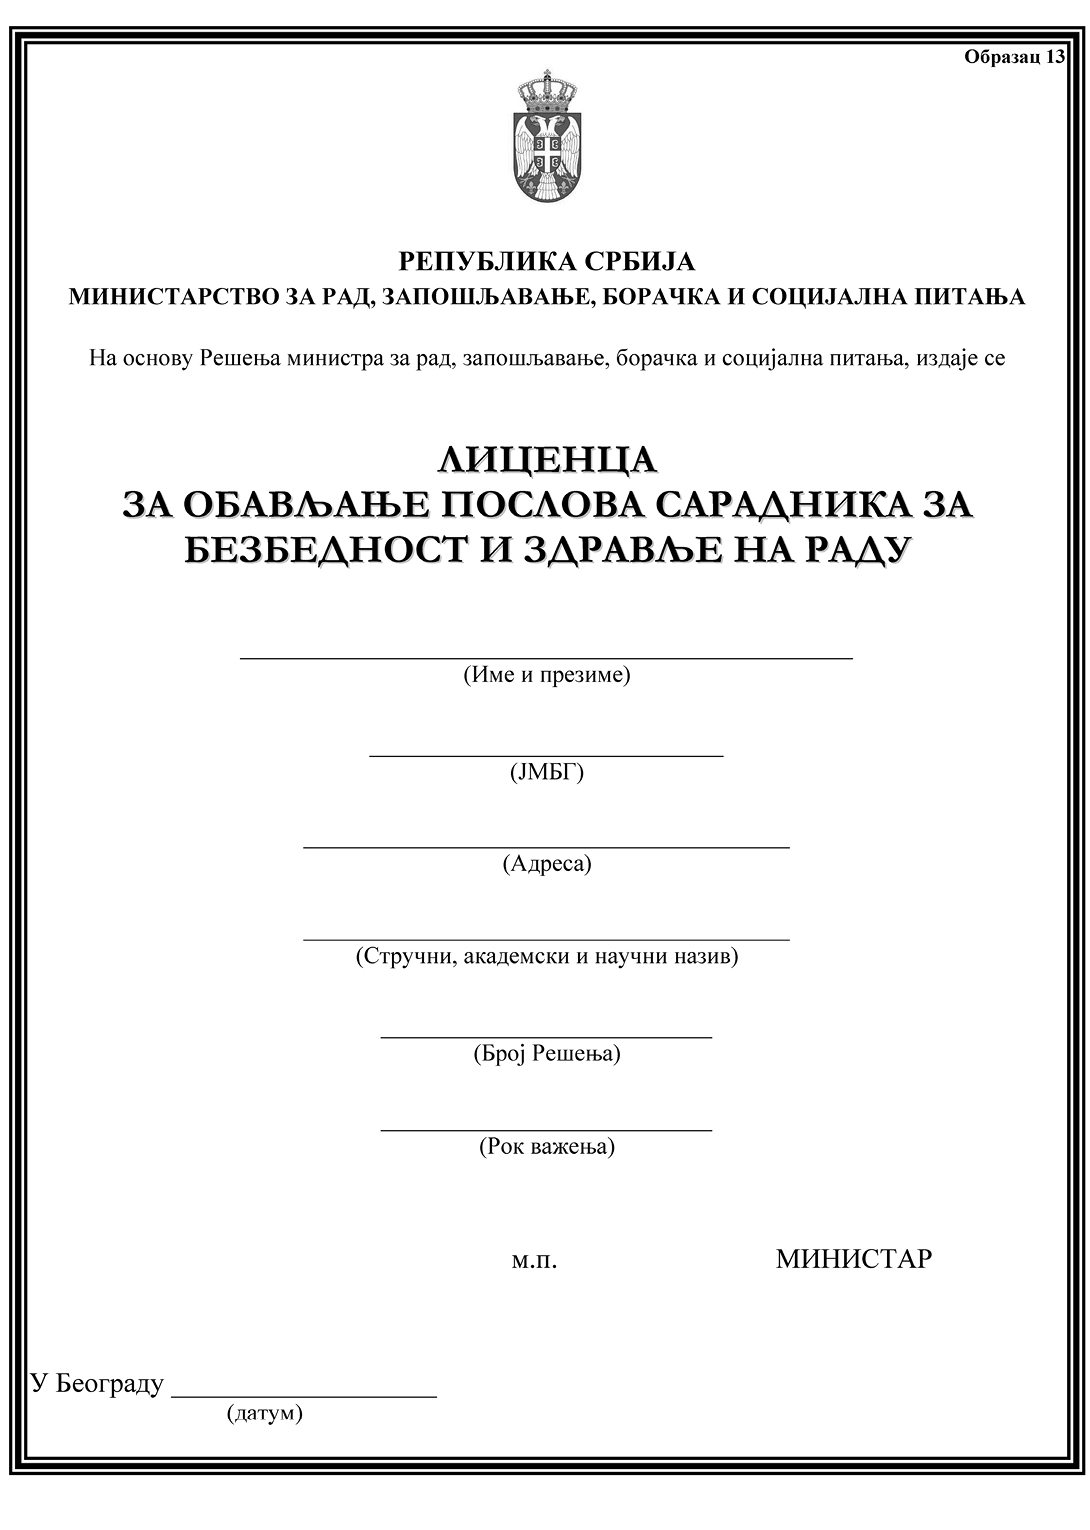 Образац 13
РЕПУБЛИКА СРБИЈА
МИНИСТАРСТВО ЗА РАД, ЗАПОШЉАВАЊЕ, БОРАЧКА И СОЦИЈАЛНА ПИТАЊА
На основу Решења министра за рад, запошљавање, борачка и социјална питања, издаје се
ЛИЦЕНЦА
ЗА ОБАВЉАЊЕ ПОСЛОВА САРАДНИКА ЗА
БЕЗБЕДНОСТ И ЗДРАВЉЕ НА РАДУ
(Име и презиме)
(ЈМБГ)
(Адреса)
(Стручни, академски и научни назив)
(Број Решења)
(Рок важења)
м.п. МИНИСТАР
У Београду ____________________
(датум)